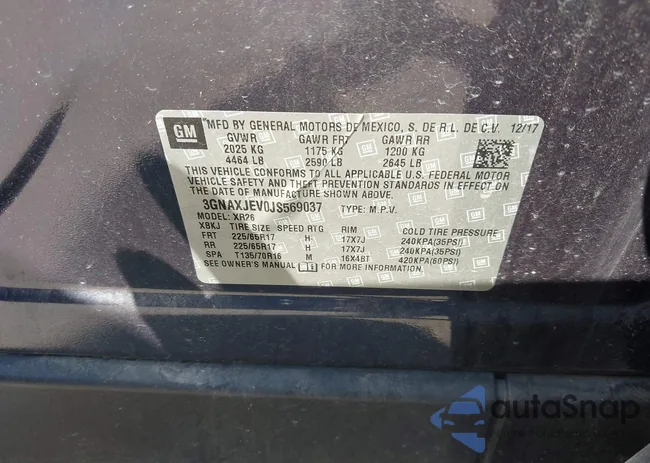 GM
MFD BY GENERAL MOTORS DE MEXICO, S. DE R.L. DE C.V. 12/17
GVWR GAWR FRT GAWR RR
2025 KG 1175 KG 1200 KG
4464 LB 2590 LB 2645 LB
THIS VEHICLE CONFORMS TO ALL APPLICABLE U.S. FEDERAL MOTOR
VEHICLE SAFETY AND THEFT PREVENTION STANDARDS IN EFFECT ON THE
DATE OF MANUFACTURE SHOWN ABOVE.
3GNAXJEV0JS569037 TYPE: M.P.V.
MODEL: XR26
XBKJ TIRE SIZE SPEED RTG RIM COLD TIRE PRESSURE
FRT 225/65R17 H 17X7J 240KPA(35PSI)
RR 225/65R17 H 17X7J 240KPA(35PSI)
SPA T135/70R16 M 16X4BT 420KPA(60PSI)
SEE OWNER'S MANUAL FOR MORE INFORMATION.
autoSnap